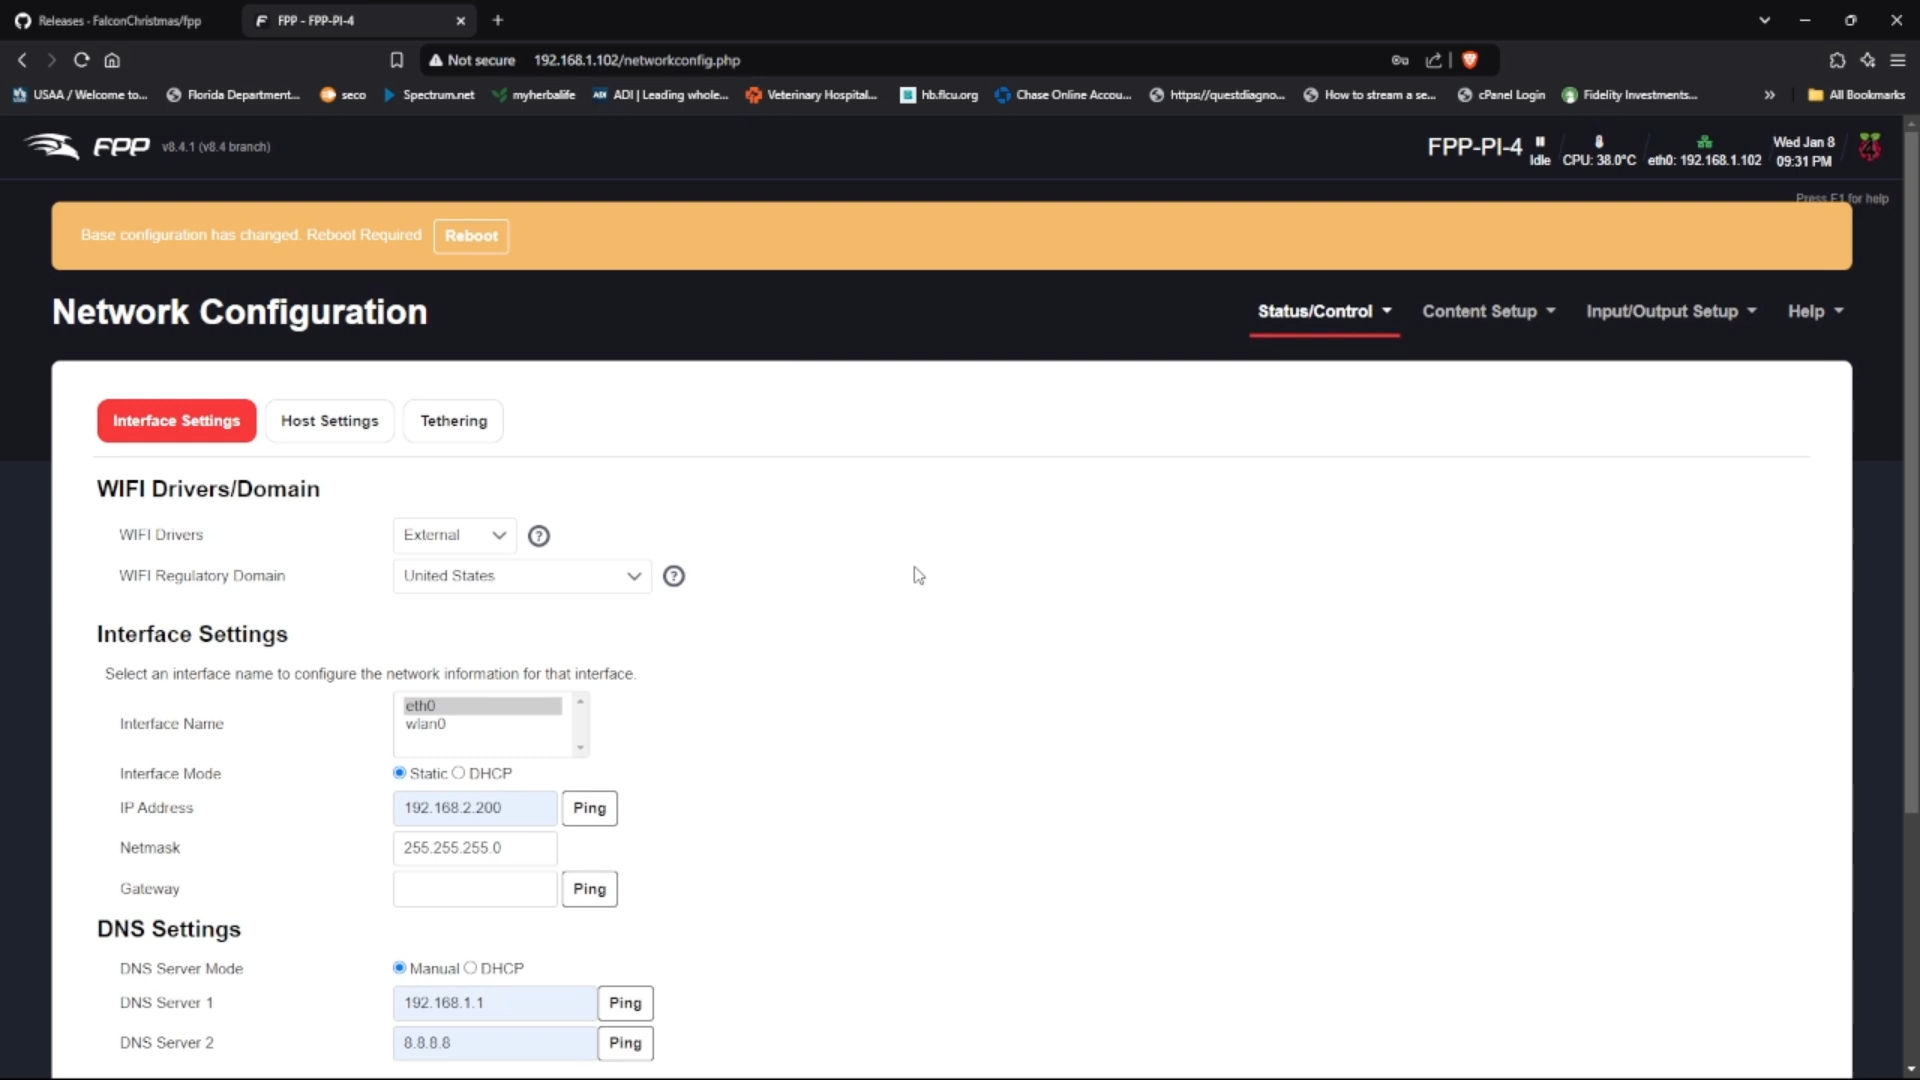 Releases · FalconChristmas/fpp
FPP - FPP-PI-4
Not secure 192.168.1.102/networkconfig.php
USAA / Welcome to...
Florida Department...
seco
Spectrum.net
myherbalife
ADI | Leading whole...
Veterinary Hospital...
hb.flcu.org
Chase Online Accou...
https://questdiagno...
How to stream a se...
cPanel Login
Fidelity Investments...
All Bookmarks
FPP v8.4.1 (v8.4 branch)
FPP-PI-4
Idle
CPU: 38.0°C
eth0: 192.168.1.102
Wed Jan 8
09:31 PM
Press F1 for help
Base configuration has changed. Reboot Required Reboot
Network Configuration
Status/Control
Content Setup
Input/Output Setup
Help
Interface Settings
Host Settings
Tethering
WIFI Drivers/Domain
WIFI Drivers External
WIFI Regulatory Domain United States
Interface Settings
Select an interface name to configure the network information for that interface.
Interface Name
eth0
wlan0
Interface Mode Static DHCP
IP Address 192.168.2.200 Ping
Netmask 255.255.255.0
Gateway Ping
DNS Settings
DNS Server Mode Manual DHCP
DNS Server 1 192.168.1.1 Ping
DNS Server 2 8.8.8.8 Ping